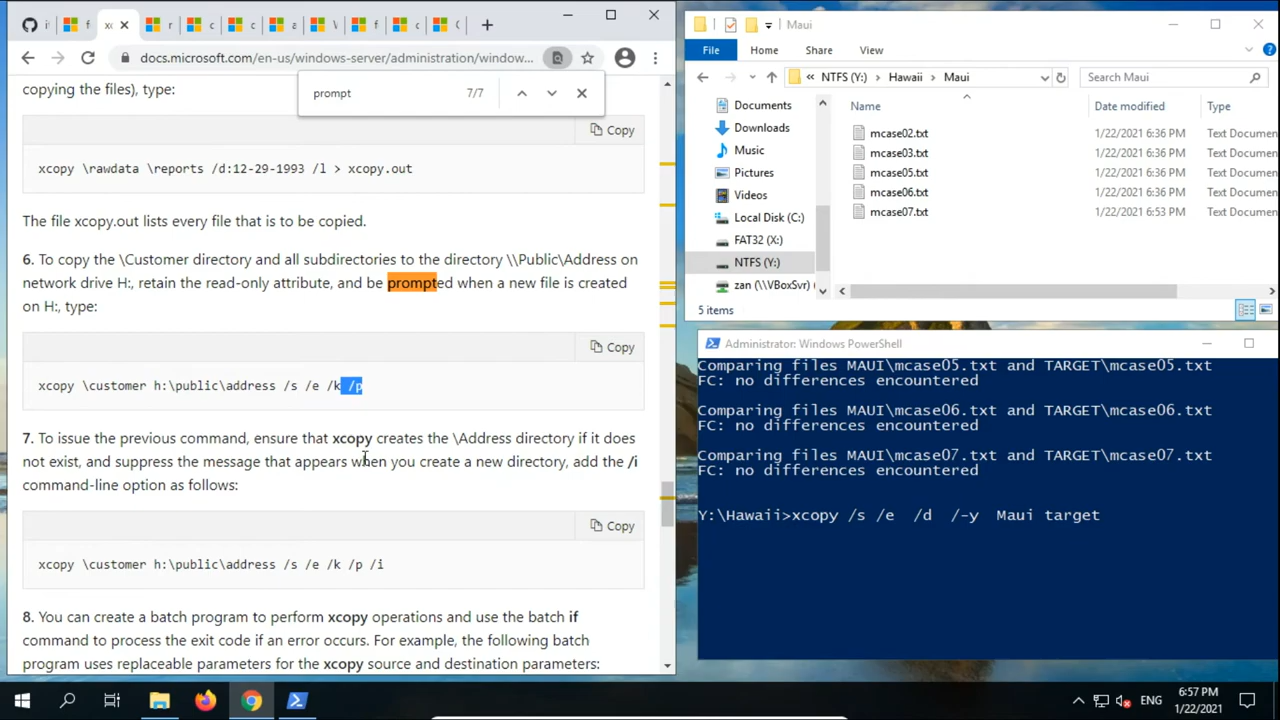 ir
xc
r
c
c
a
V
f
c
(
docs.microsoft.com/en-us/windows-server/administration/window...
prompt
7/7
copying the files), type:
Copy
xcopy \rawdata \reports /d:12-29-1993 /l > xcopy.out
The file xcopy.out lists every file that is to be copied.
6. To copy the \Customer directory and all subdirectories to the directory \\Public\Address on
network drive H:, retain the read-only attribute, and be prompted when a new file is created
on H:, type:
Copy
xcopy \customer h:\public\address /s /e /k /p
7. To issue the previous command, ensure that xcopy creates the \Address directory if it does
not exist, and suppress the message that appears when you create a new directory, add the /i
command-line option as follows:
Copy
xcopy \customer h:\public\address /s /e /k /p /i
8. You can create a batch program to perform xcopy operations and use the batch if
command to process the exit code if an error occurs. For example, the following batch
program uses replaceable parameters for the xcopy source and destination parameters:
Maui
File Home Share View
« NTFS (Y:) › Hawaii › Maui
Search Maui
Documents
Downloads
Music
Pictures
Videos
Local Disk (C:)
FAT32 (X:)
NTFS (Y:)
zan (\\VBoxSvr)
Name Date modified Type
mcase02.txt 1/22/2021 6:36 PM Text Documen
mcase03.txt 1/22/2021 6:36 PM Text Documen
mcase05.txt 1/22/2021 6:36 PM Text Documen
mcase06.txt 1/22/2021 6:36 PM Text Documen
mcase07.txt 1/22/2021 6:53 PM Text Documen
5 items
Administrator: Windows PowerShell
Comparing files MAUI\mcase05.txt and TARGET\mcase05.txt
FC: no differences encountered
Comparing files MAUI\mcase06.txt and TARGET\mcase06.txt
FC: no differences encountered
Comparing files MAUI\mcase07.txt and TARGET\mcase07.txt
FC: no differences encountered
Y:\Hawaii>xcopy /s /e  /d  /-y  Maui target
ENG
6:57 PM
1/22/2021